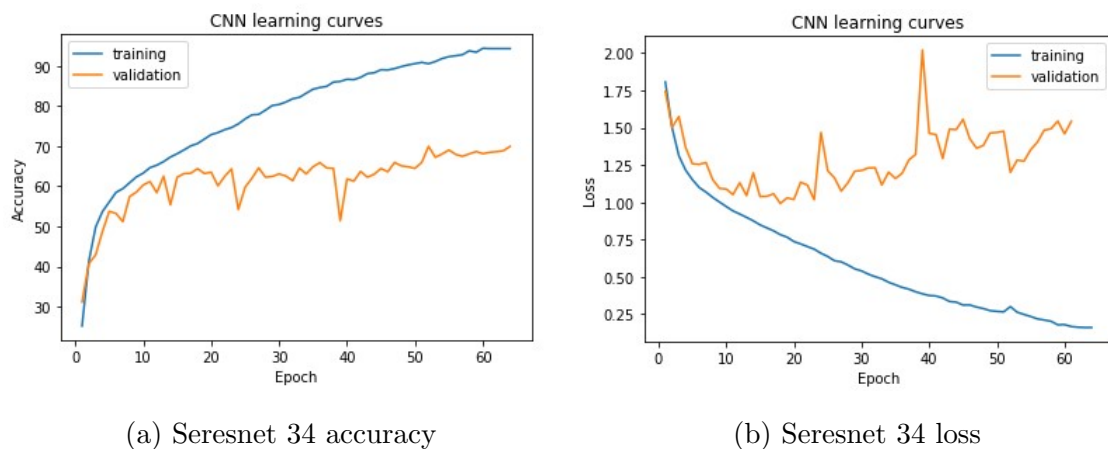 CNN learning curves
training
validation
Accuracy
90
80
70
60
50
40
30
0 10 20 30 40 50 60
Epoch
(a) Seresnet 34 accuracy
CNN learning curves
training
validation
Loss
2.00
1.75
1.50
1.25
1.00
0.75
0.50
0.25
0 10 20 30 40 50 60
Epoch
(b) Seresnet 34 loss